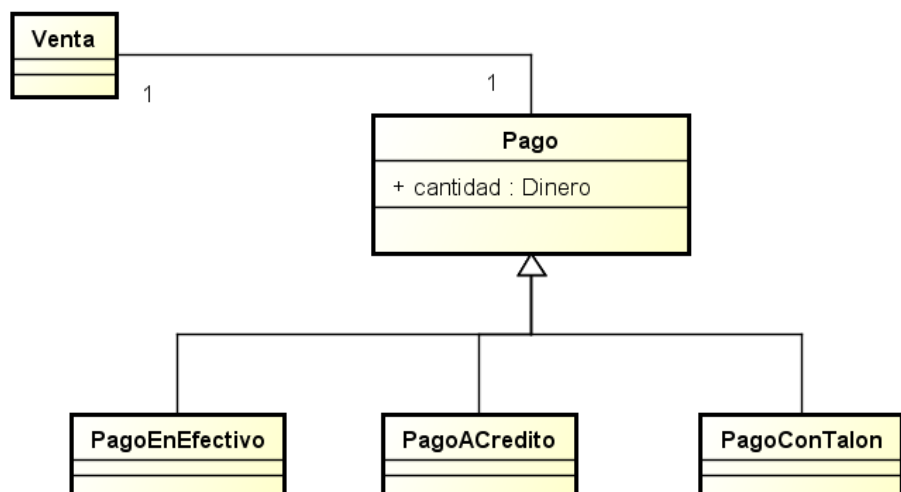 Venta
1
1
Pago
+ cantidad : Dinero
PagoEnEfectivo
PagoACredito
PagoConTalon